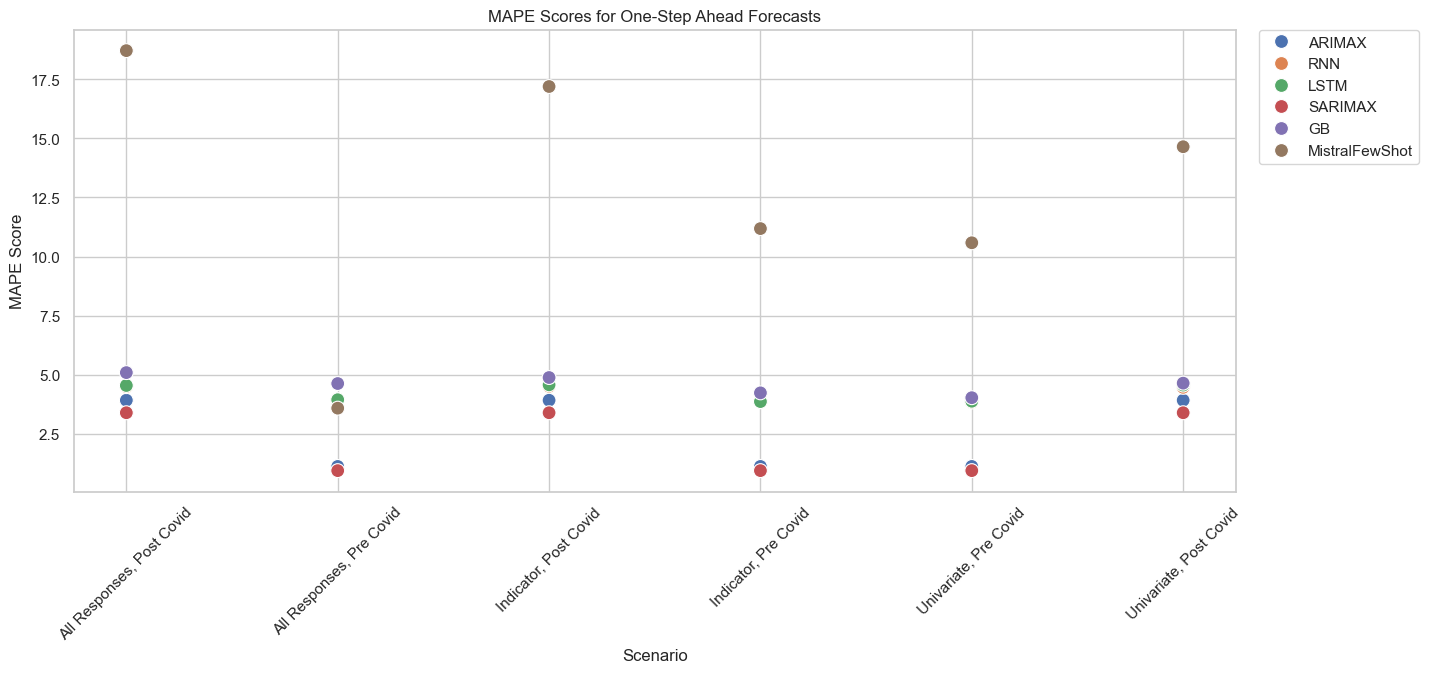 MAPE Scores for One-Step Ahead Forecasts
ARIMAX
RNN
LSTM
SARIMAX
GB
MistralFewShot
MAPE Score
17.5
15.0
12.5
10.0
7.5
5.0
2.5
All Responses, Post Covid
All Responses, Pre Covid
Indicator, Post Covid
Indicator, Pre Covid
Univariate, Pre Covid
Univariate, Post Covid
Scenario